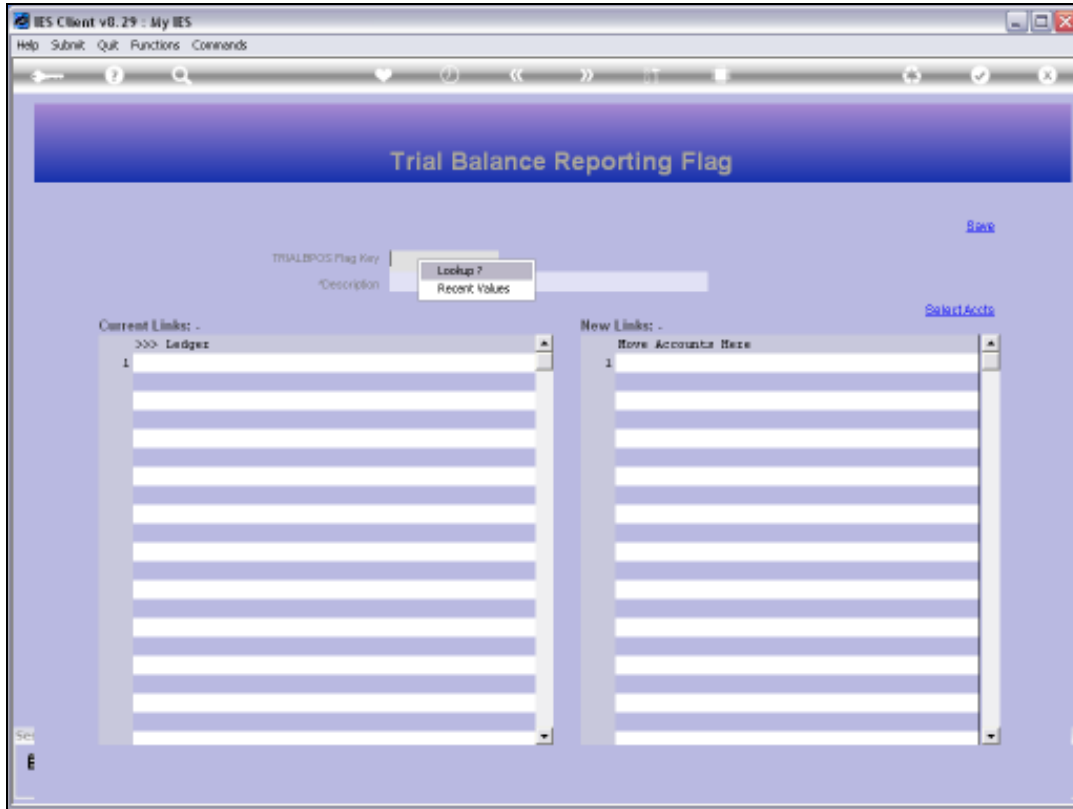 IES Client v8.29 : My IES
Help Submit Quit Functions Commands
Trial Balance Reporting Flag
Save
TRIALBPOS Flag Key
Lookup ?
*Description
Recent Values
Select Accts
Current Links: -
New Links: -
>>> Ledger
Move Accounts Here
1
1